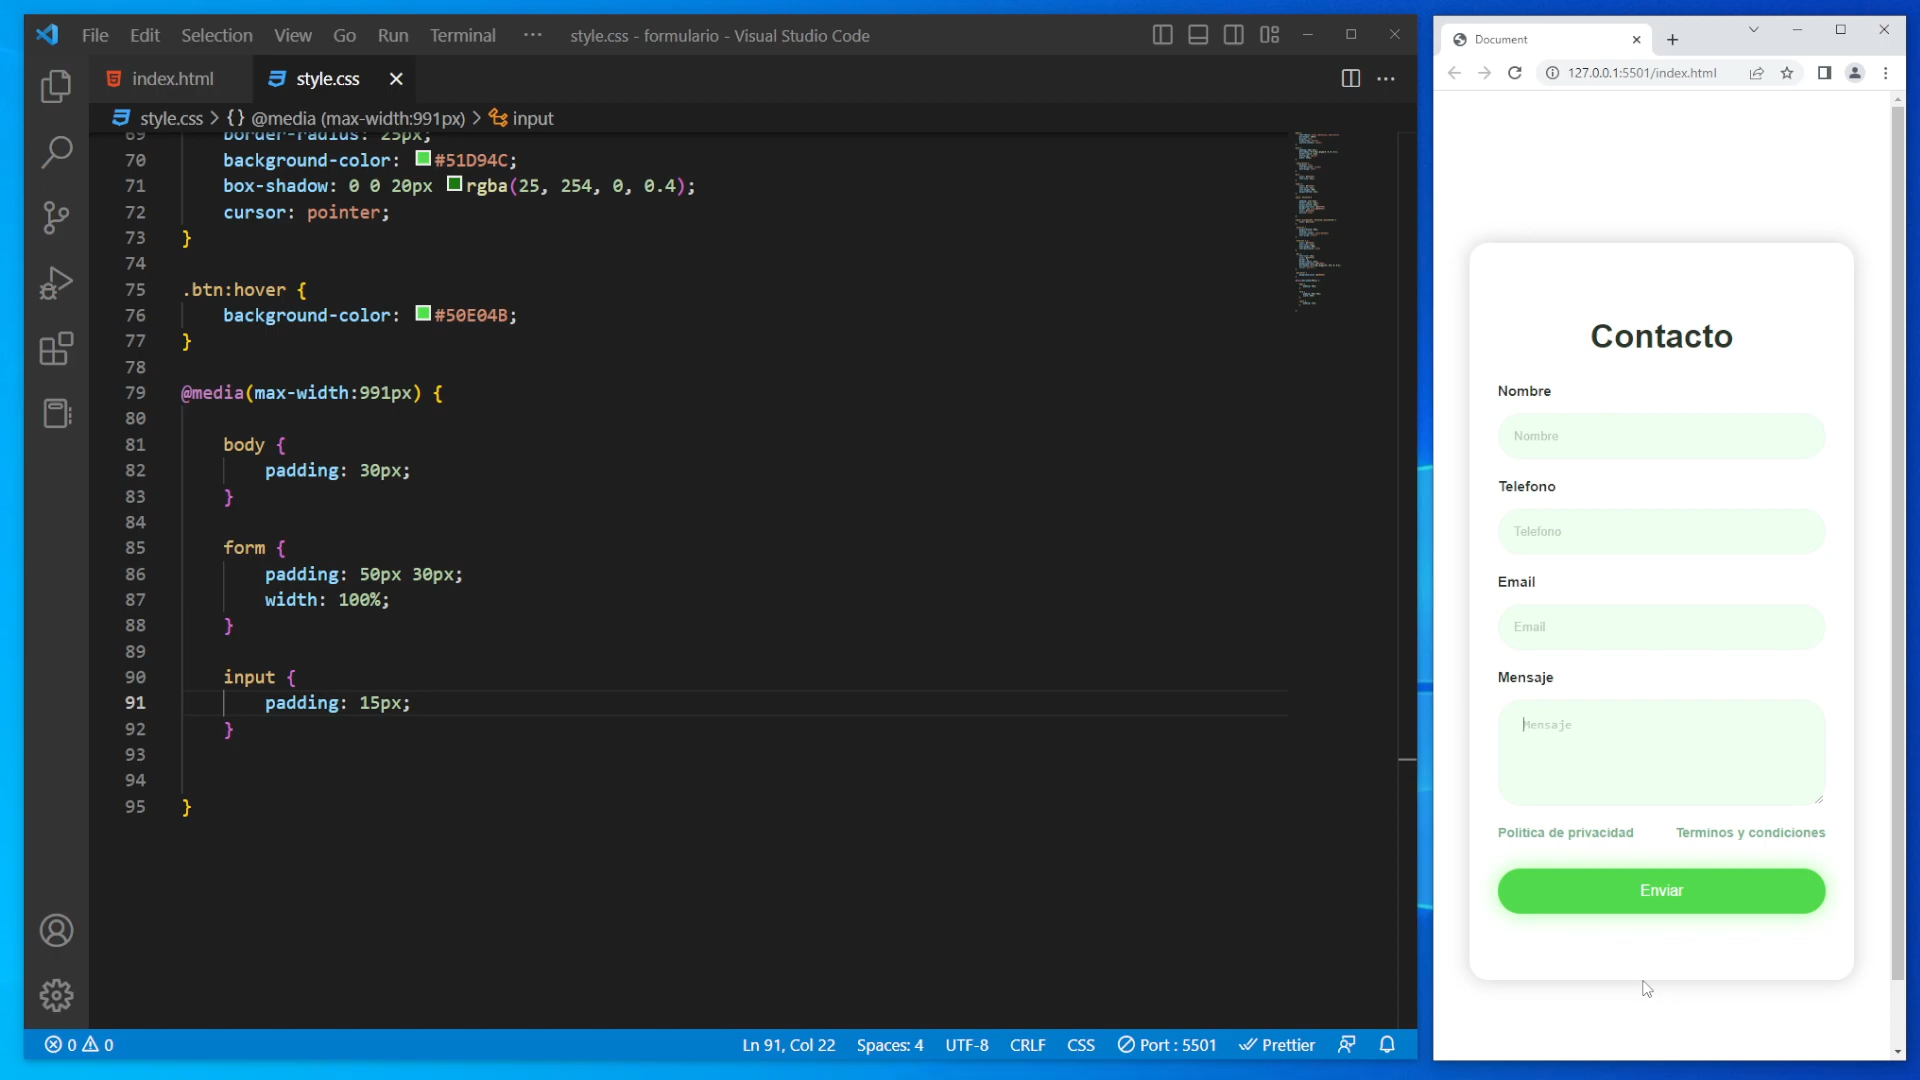 File Edit Selection View Go Run Terminal ··· style.css - formulario - Visual Studio Code
index.html style.css
style.css > {} @media (max-width:991px) > input
69 border-radius: 25px;
70 background-color: #51D94C;
71 box-shadow: 0 0 20px rgba(25, 254, 0, 0.4);
72 cursor: pointer;
73 }
74
75 .btn:hover {
76 background-color: #50E04B;
77 }
78
79 @media(max-width:991px) {
80
81 body {
82 padding: 30px;
83 }
84
85 form {
86 padding: 50px 30px;
87 width: 100%;
88 }
89
90 input {
91 padding: 15px;
92 }
93
94
95 }
0 0 Ln 91, Col 22 Spaces: 4 UTF-8 CRLF CSS Port : 5501 Prettier
Document
127.0.0.1:5501/index.html
Contacto
Nombre
Nombre
Telefono
Telefono
Email
Email
Mensaje
Mensaje
Politica de privacidad Terminos y condiciones
Enviar